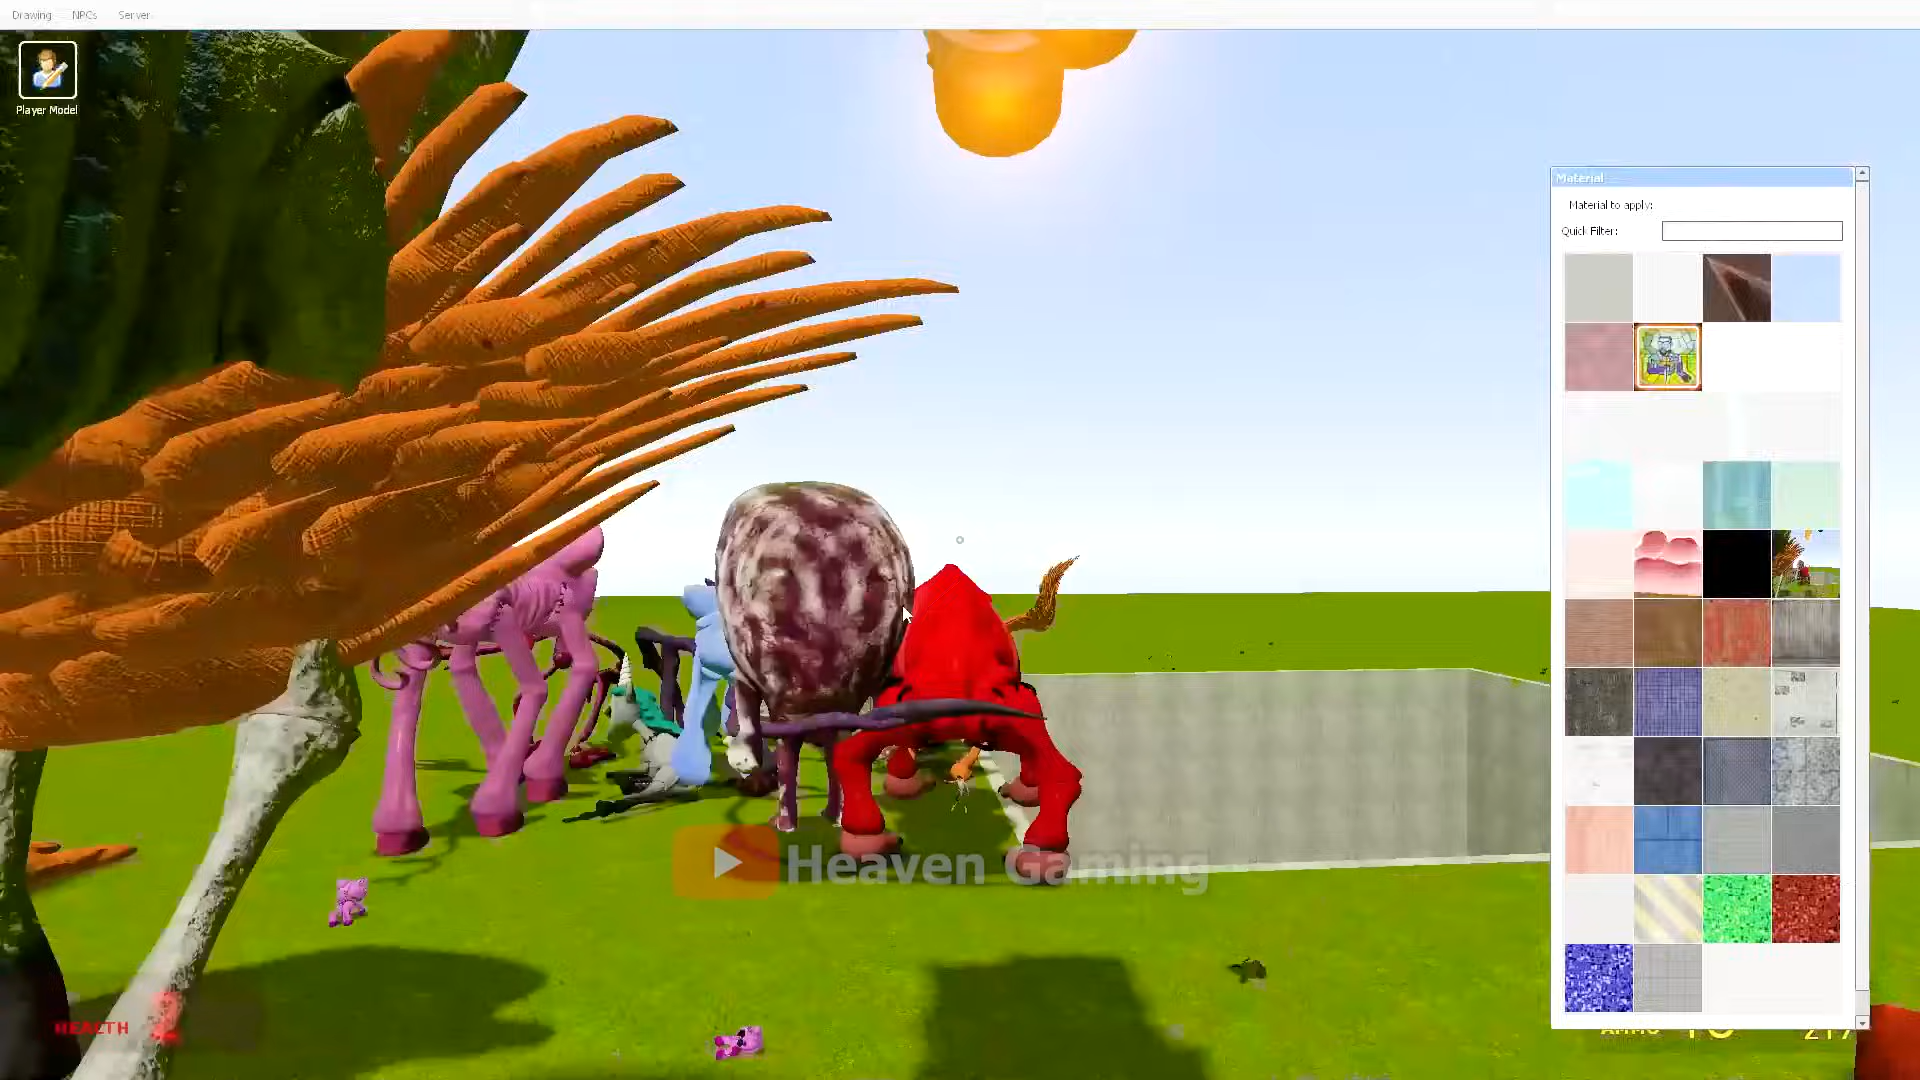 Drawing NPCs Server
Player Model
Material
Material to apply:
Quick Filter:
Heaven Gaming
HEALTH